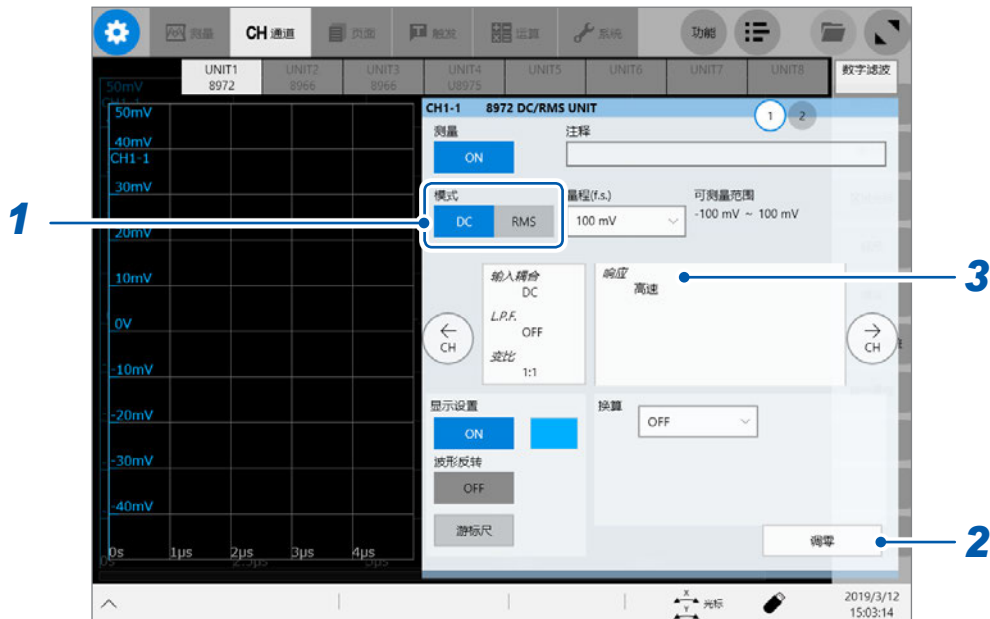 测量 CH 通道 页面 触发 运算 系统 功能
UNIT1 UNIT2 UNIT3 UNIT4 UNIT5 UNIT6 UNIT7 UNIT8 数字滤波
8972 8966 8966 U8975
50mV
50mV
40mV
CH1-1
30mV
20mV
10mV
0V
-10mV
-20mV
-30mV
-40mV
0s 1μs 2μs 3μs 4μs
CH1-1 8972 DC/RMS UNIT
1 2
测量 注释
ON
模式 量程(f.s.) 可测量范围
DC RMS 100 mV -100 mV ~ 100 mV
输入耦合
DC
L.P.F.
OFF
变比
1:1
响应
高速
← CH
→ CH
显示设置 换算
ON OFF
波形反转
OFF
游标尺
调零
1
2
3
X
Y
光标
2019/3/12
15:03:14